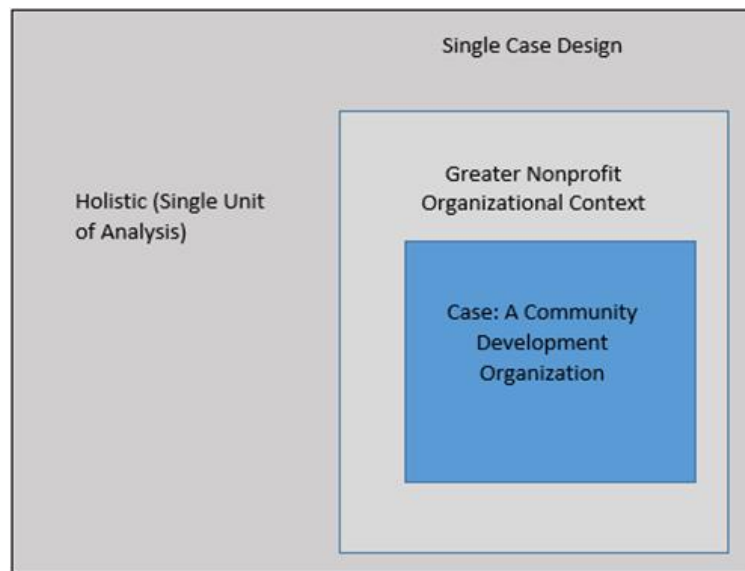 Single Case Design
Greater Nonprofit
Organizational Context
Holistic (Single Unit
of Analysis)
Case: A Community
Development
Organization